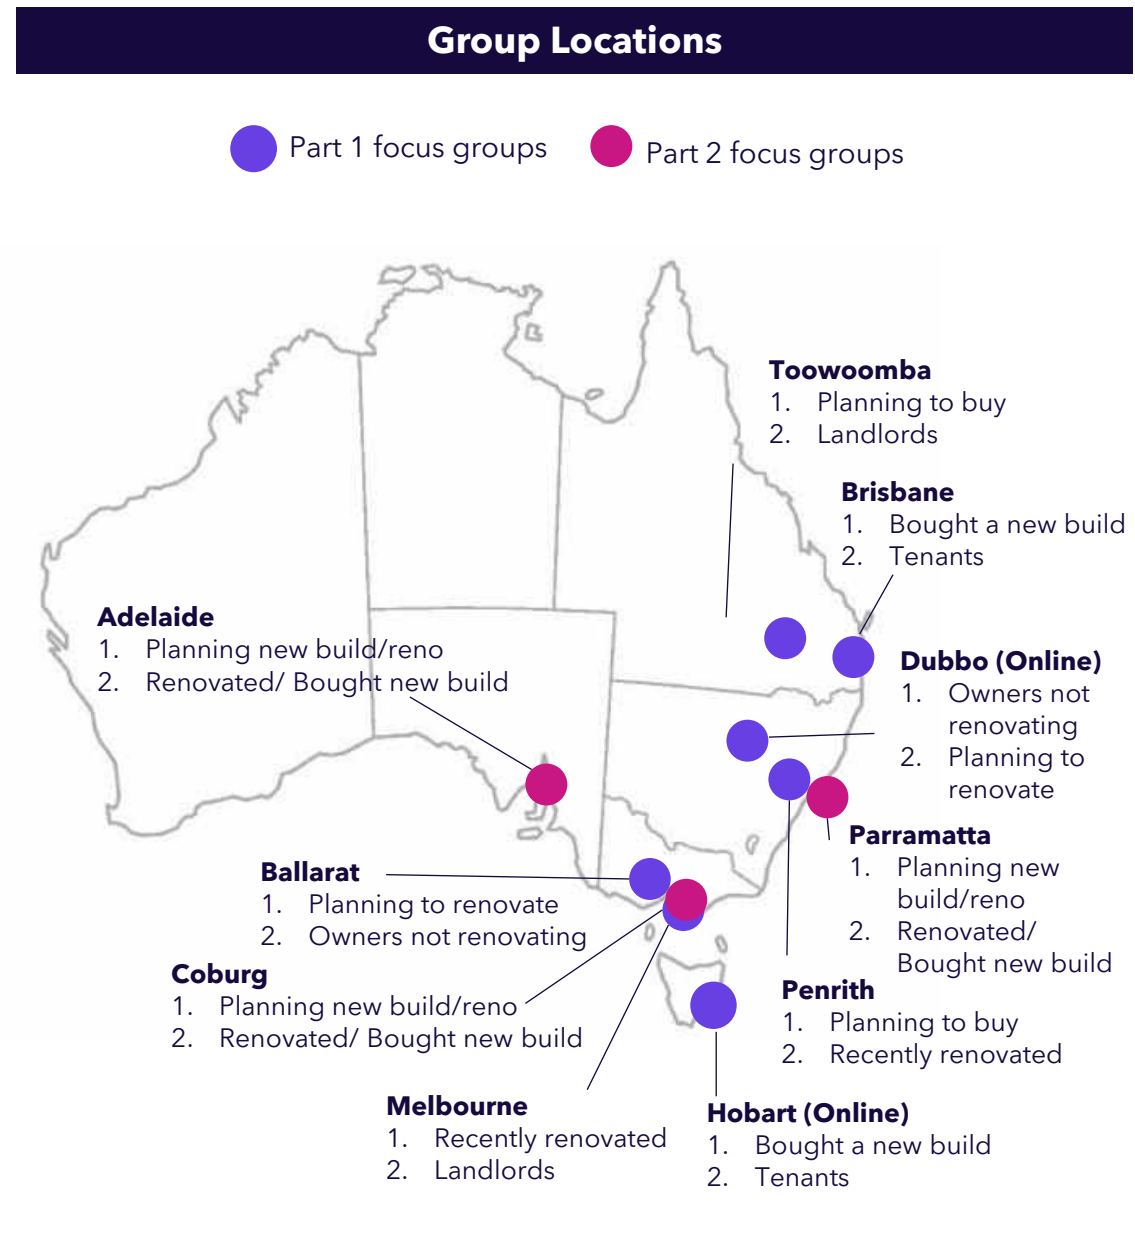 Group Locations
Part 1 focus groups
Part 2 focus groups
Toowoomba
1. Planning to buy
2. Landlords
Brisbane
1. Bought a new build
2. Tenants
Adelaide
1. Planning new build/reno
2. Renovated/ Bought new build
Dubbo (Online)
1. Owners not
renovating
2. Planning to
renovate
Parramatta
1. Planning new
build/reno
2. Renovated/
Bought new build
Ballarat
1. Planning to renovate
2. Owners not renovating
Coburg
1. Planning new build/reno
2. Renovated/ Bought new build
Penrith
1. Planning to buy
2. Recently renovated
Melbourne
1. Recently renovated
2. Landlords
Hobart (Online)
1. Bought a new build
2. Tenants